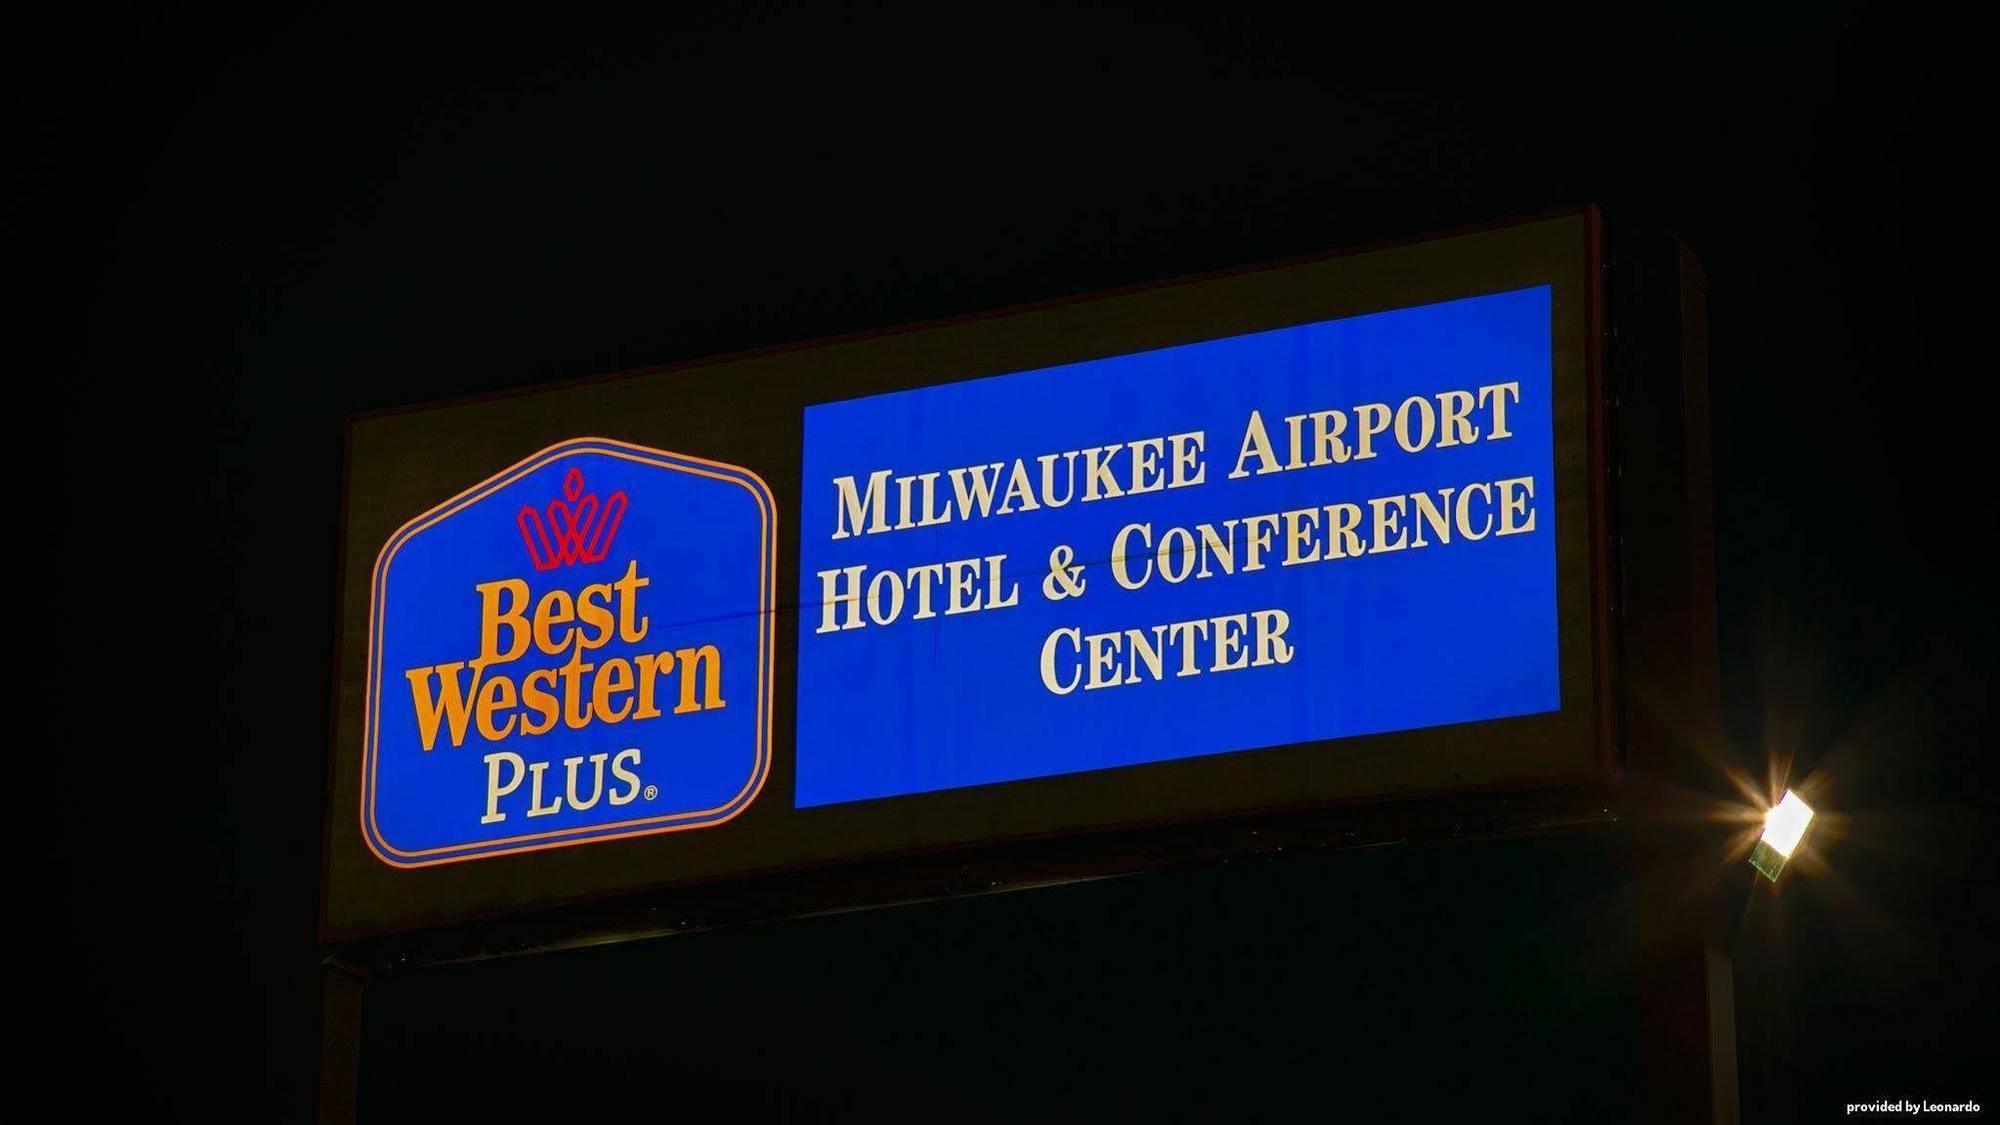 Best
Western
PLUS®
MILWAUKEE AIRPORT
HOTEL & CONFERENCE
CENTER
provided by Leonardo